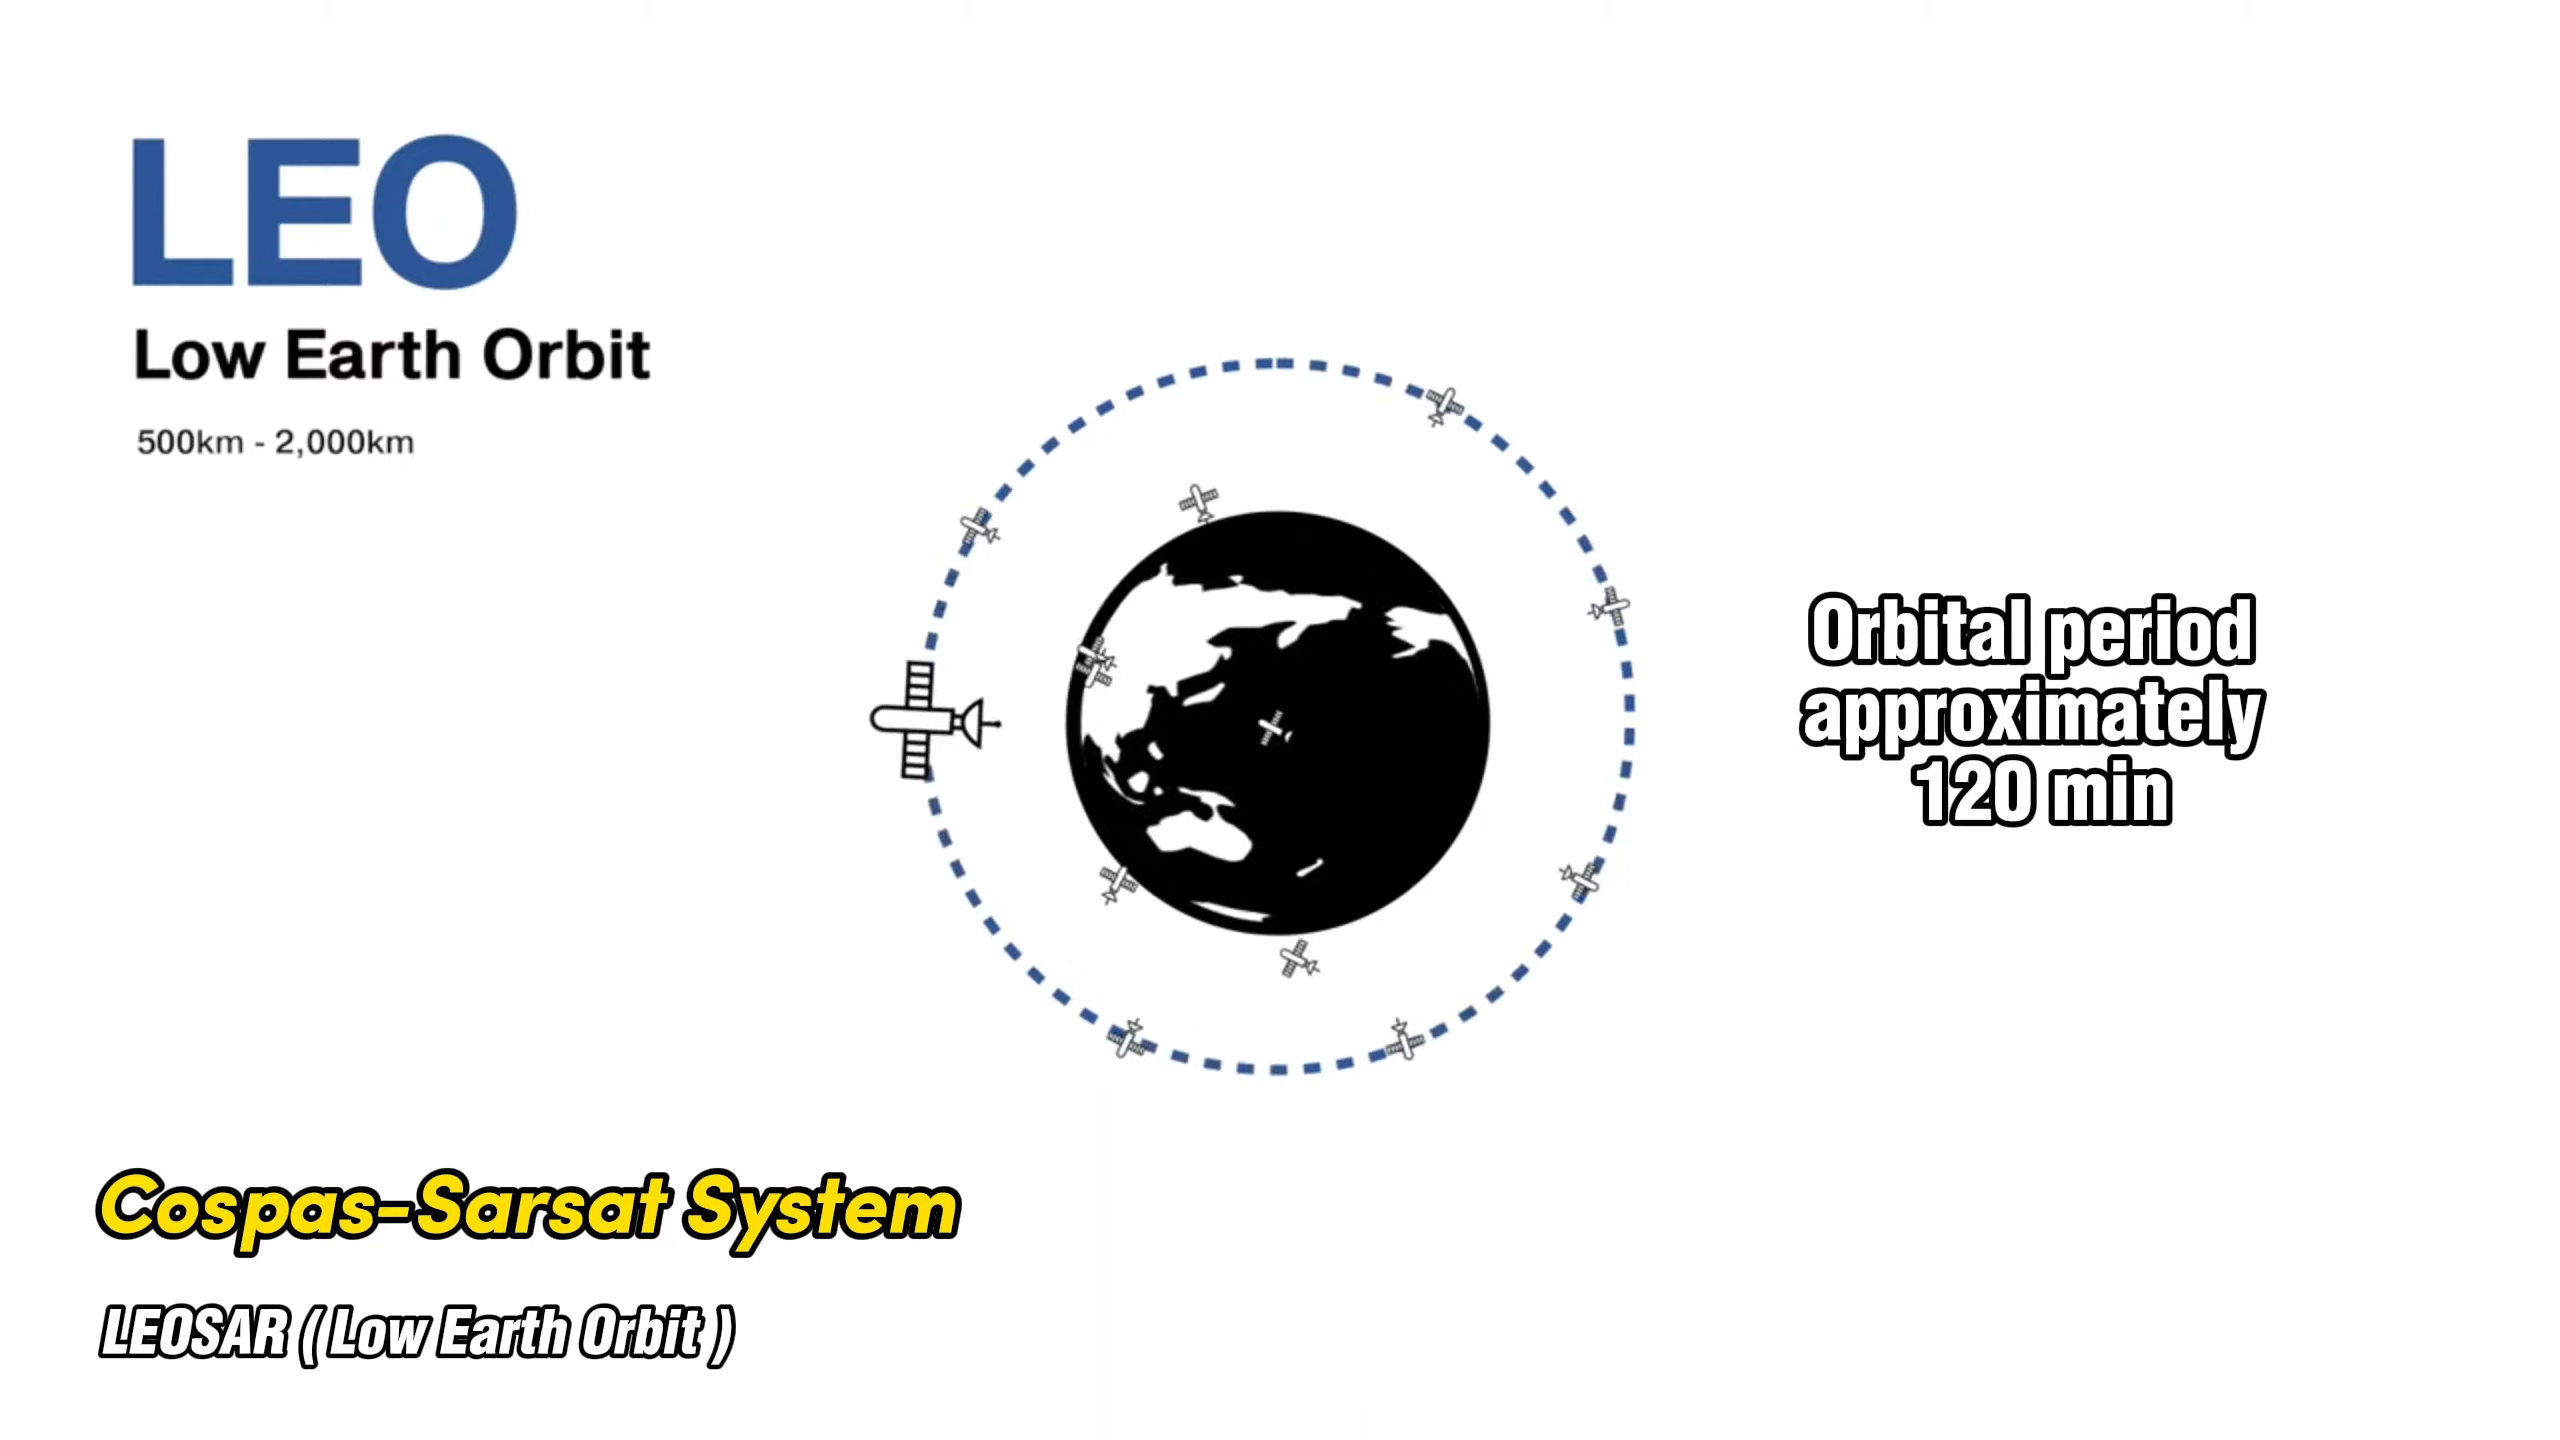 LEO
Low Earth Orbit
500km - 2,000km
Orbital period
approximately
120 min
Cospas-Sarsat System
LEOSAR ( Low Earth Orbit )